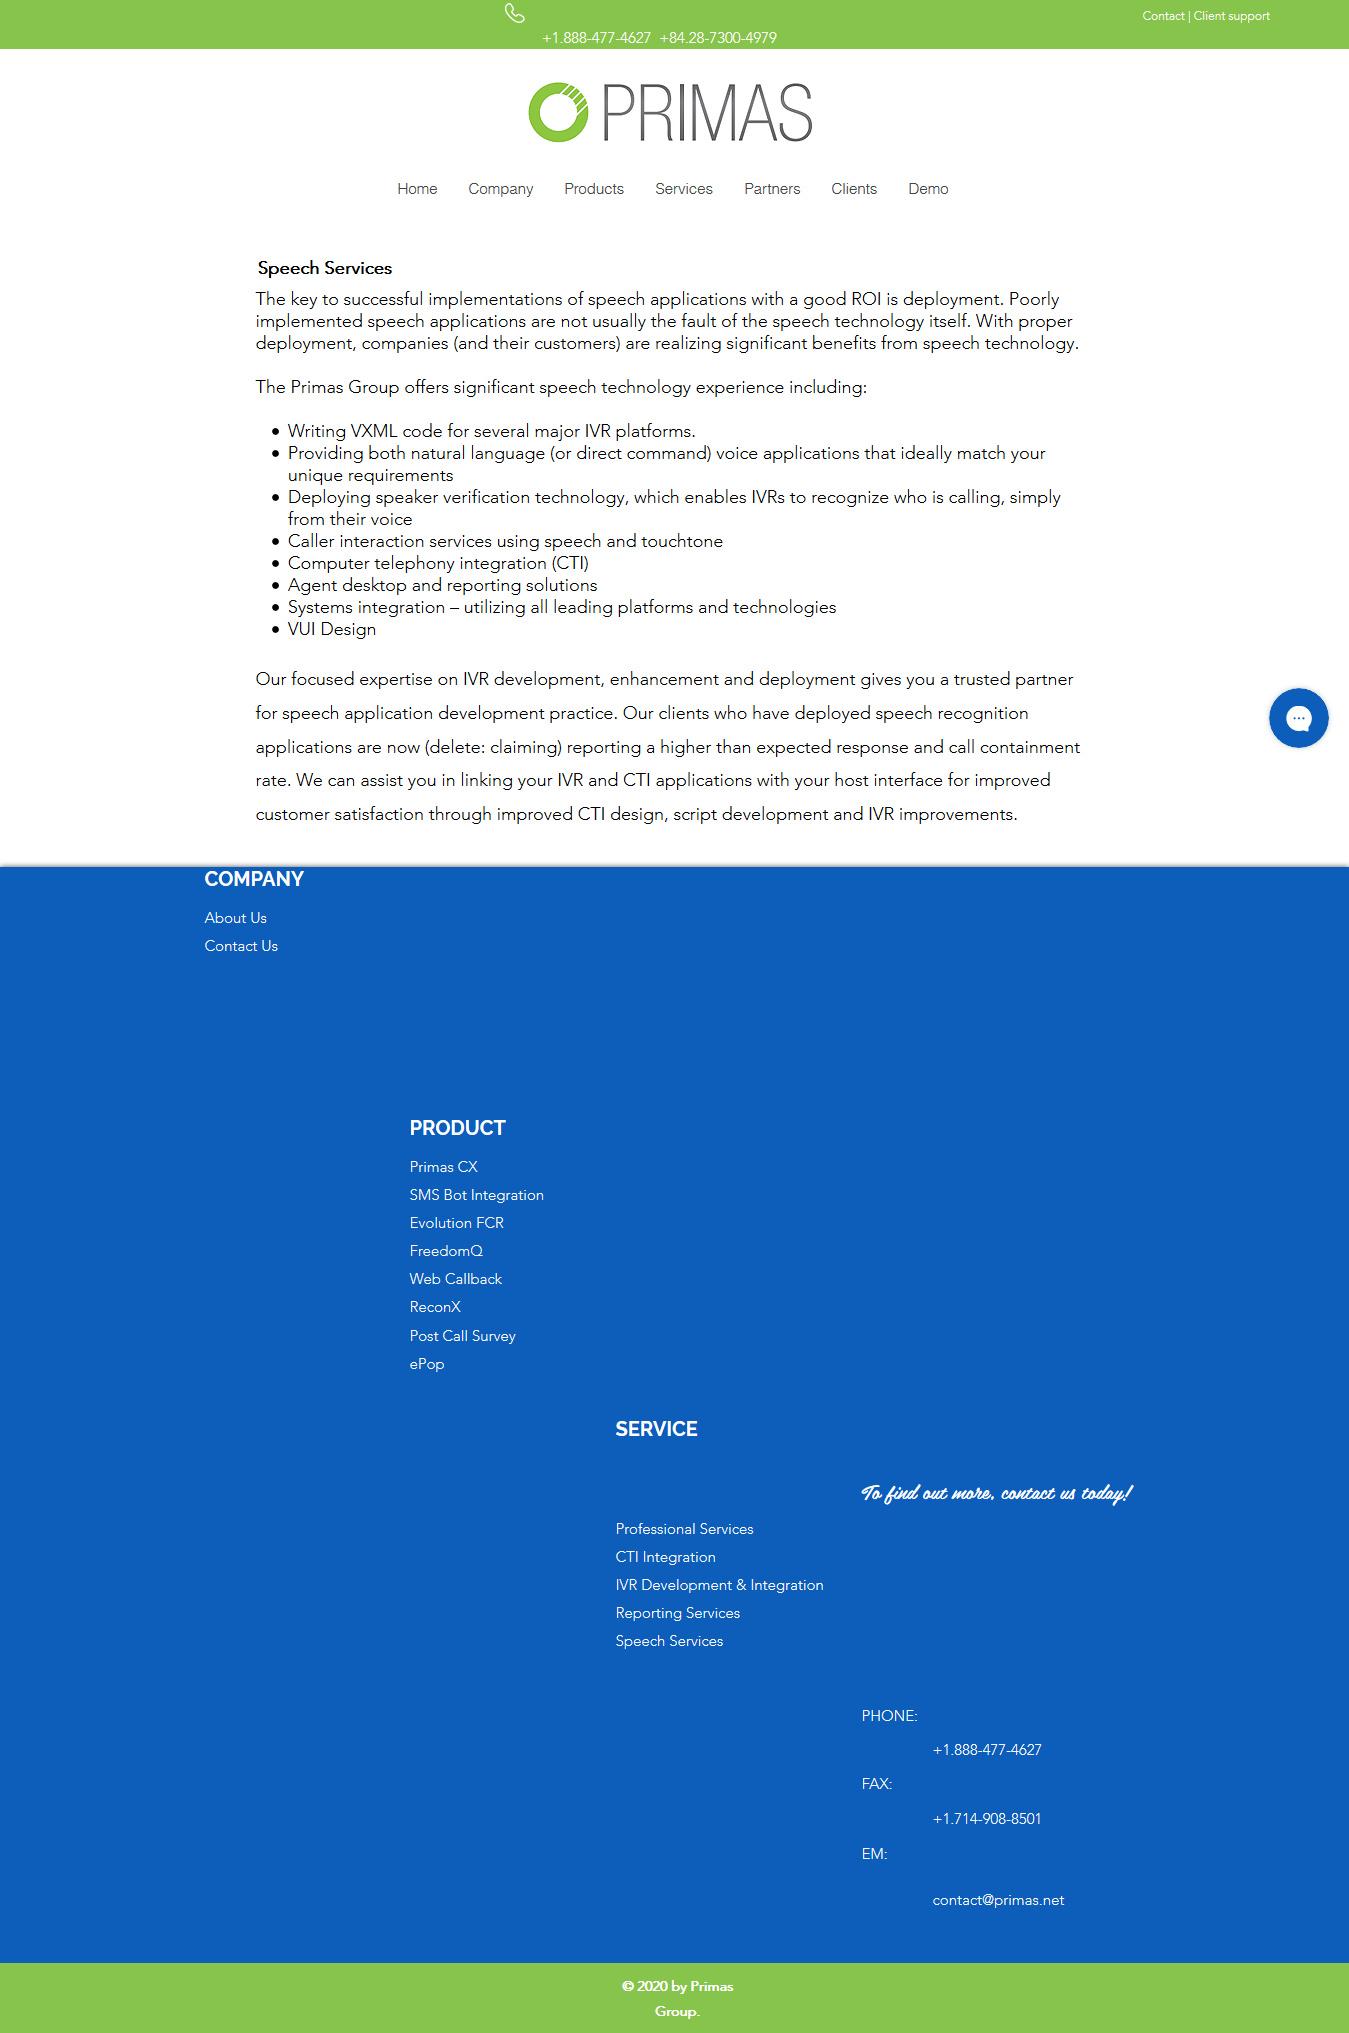 Contact | Client support
+1.888-477-4627 +84.28-7300-4979
PRIMAS
Home Company Products Services Partners Clients Demo
Speech Services
The key to successful implementations of speech applications with a good ROI is deployment. Poorly
implemented speech applications are not usually the fault of the speech technology itself. With proper
deployment, companies (and their customers) are realizing significant benefits from speech technology.
The Primas Group offers significant speech technology experience including:
• Writing VXML code for several major IVR platforms.
• Providing both natural language (or direct command) voice applications that ideally match your
unique requirements
• Deploying speaker verification technology, which enables IVRs to recognize who is calling, simply
from their voice
• Caller interaction services using speech and touchtone
• Computer telephony integration (CTI)
• Agent desktop and reporting solutions
• Systems integration – utilizing all leading platforms and technologies
• VUI Design
Our focused expertise on IVR development, enhancement and deployment gives you a trusted partner
for speech application development practice. Our clients who have deployed speech recognition
applications are now (delete: claiming) reporting a higher than expected response and call containment
rate. We can assist you in linking your IVR and CTI applications with your host interface for improved
customer satisfaction through improved CTI design, script development and IVR improvements.
COMPANY
About Us
Contact Us
PRODUCT
Primas CX
SMS Bot Integration
Evolution FCR
FreedomQ
Web Callback
ReconX
Post Call Survey
ePop
SERVICE
To find out more, contact us today!
Professional Services
CTI Integration
IVR Development & Integration
Reporting Services
Speech Services
PHONE:
+1.888-477-4627
FAX:
+1.714-908-8501
EM:
contact@primas.net
© 2020 by Primas
Group.